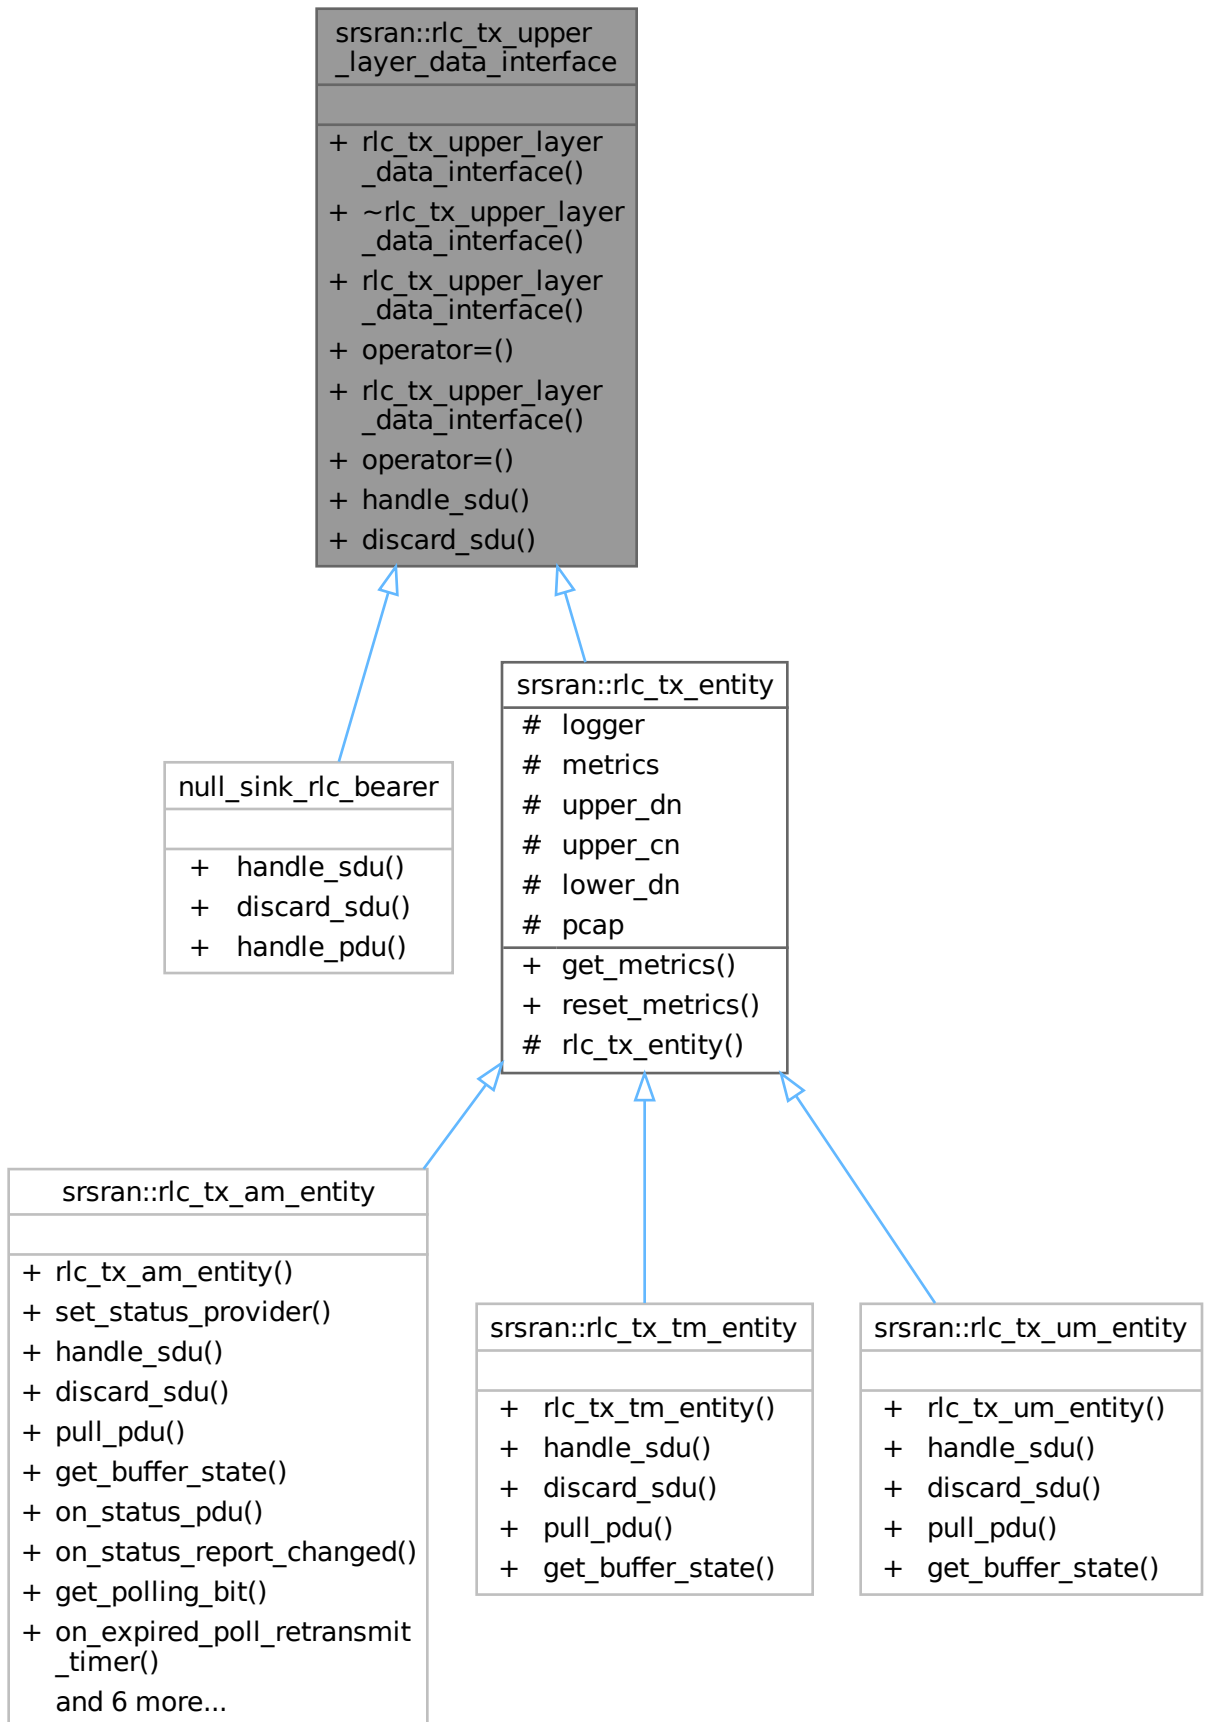 srsran::rlc_tx_upper
_layer_data_interface
+ rlc_tx_upper_layer
_data_interface()
+ ~rlc_tx_upper_layer
_data_interface()
+ rlc_tx_upper_layer
_data_interface()
+ operator=()
+ rlc_tx_upper_layer
_data_interface()
+ operator=()
+ handle_sdu()
+ discard_sdu()
srsran::rlc_tx_entity
# logger
# metrics
# upper_dn
# upper_cn
# lower_dn
# pcap
+ get_metrics()
+ reset_metrics()
# rlc_tx_entity()
null_sink_rlc_bearer
+ handle_sdu()
+ discard_sdu()
+ handle_pdu()
srsran::rlc_tx_am_entity
+ rlc_tx_am_entity()
+ set_status_provider()
+ handle_sdu()
+ discard_sdu()
+ pull_pdu()
+ get_buffer_state()
+ on_status_pdu()
+ on_status_report_changed()
+ get_polling_bit()
+ on_expired_poll_retransmit
_timer()
and 6 more...
srsran::rlc_tx_tm_entity
+ rlc_tx_tm_entity()
+ handle_sdu()
+ discard_sdu()
+ pull_pdu()
+ get_buffer_state()
srsran::rlc_tx_um_entity
+ rlc_tx_um_entity()
+ handle_sdu()
+ discard_sdu()
+ pull_pdu()
+ get_buffer_state()